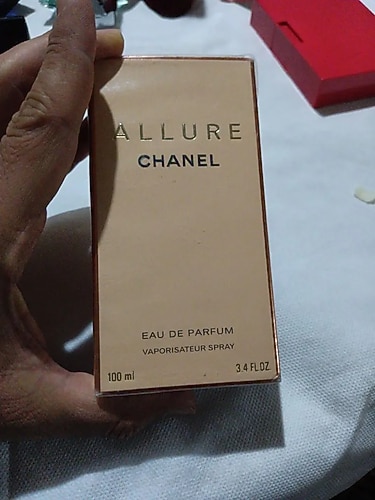 ALLURE
CHANEL
EAU DE PARFUM
VAPORISATEUR SPRAY
100 ml
3.4 FL.OZ.